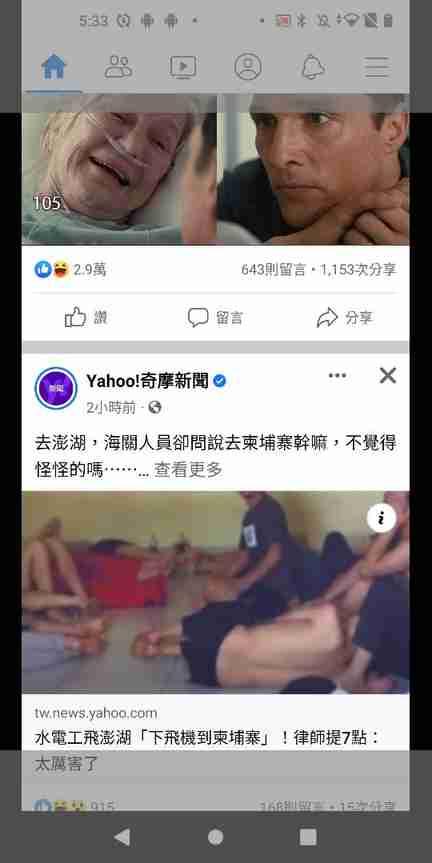 5:33
105
2.9萬
643則留言・1,153次分享
讚
留言
分享
新聞
Yahoo!奇摩新聞
2小時前
去澎湖，海關人員卻問說去柬埔寨幹嘛，不覺得
怪怪的嗎⋯⋯... 查看更多
tw.news.yahoo.com
水電工飛澎湖「下飛機到柬埔寨」！律師提7點：
太厲害了
915
168則留言・15次分享